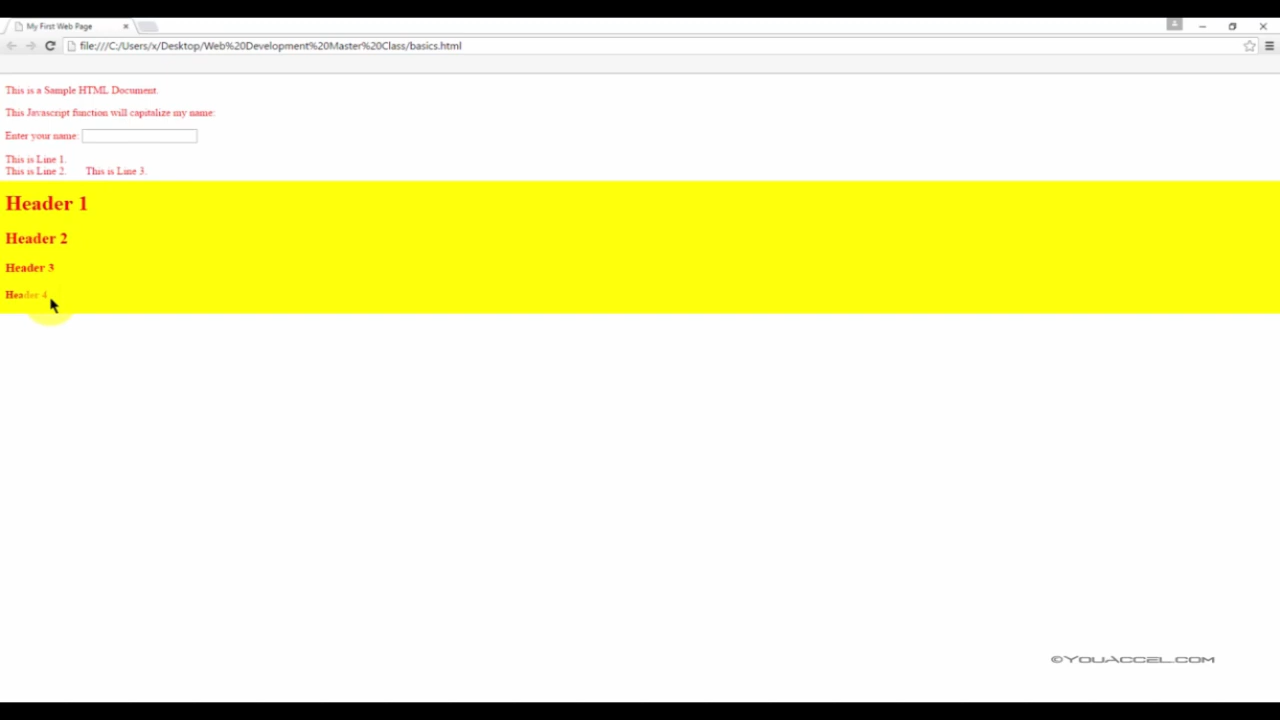 My First Web Page
file:///C:/Users/x/Desktop/Web%20Development%20Master%20Class/basics.html
This is a Sample HTML Document.
This Javascript function will capitalize my name:
Enter your name:
This is Line 1.
This is Line 2. This is Line 3.
Header 1
Header 2
Header 3
Header 4
©YOUACCEL.COM